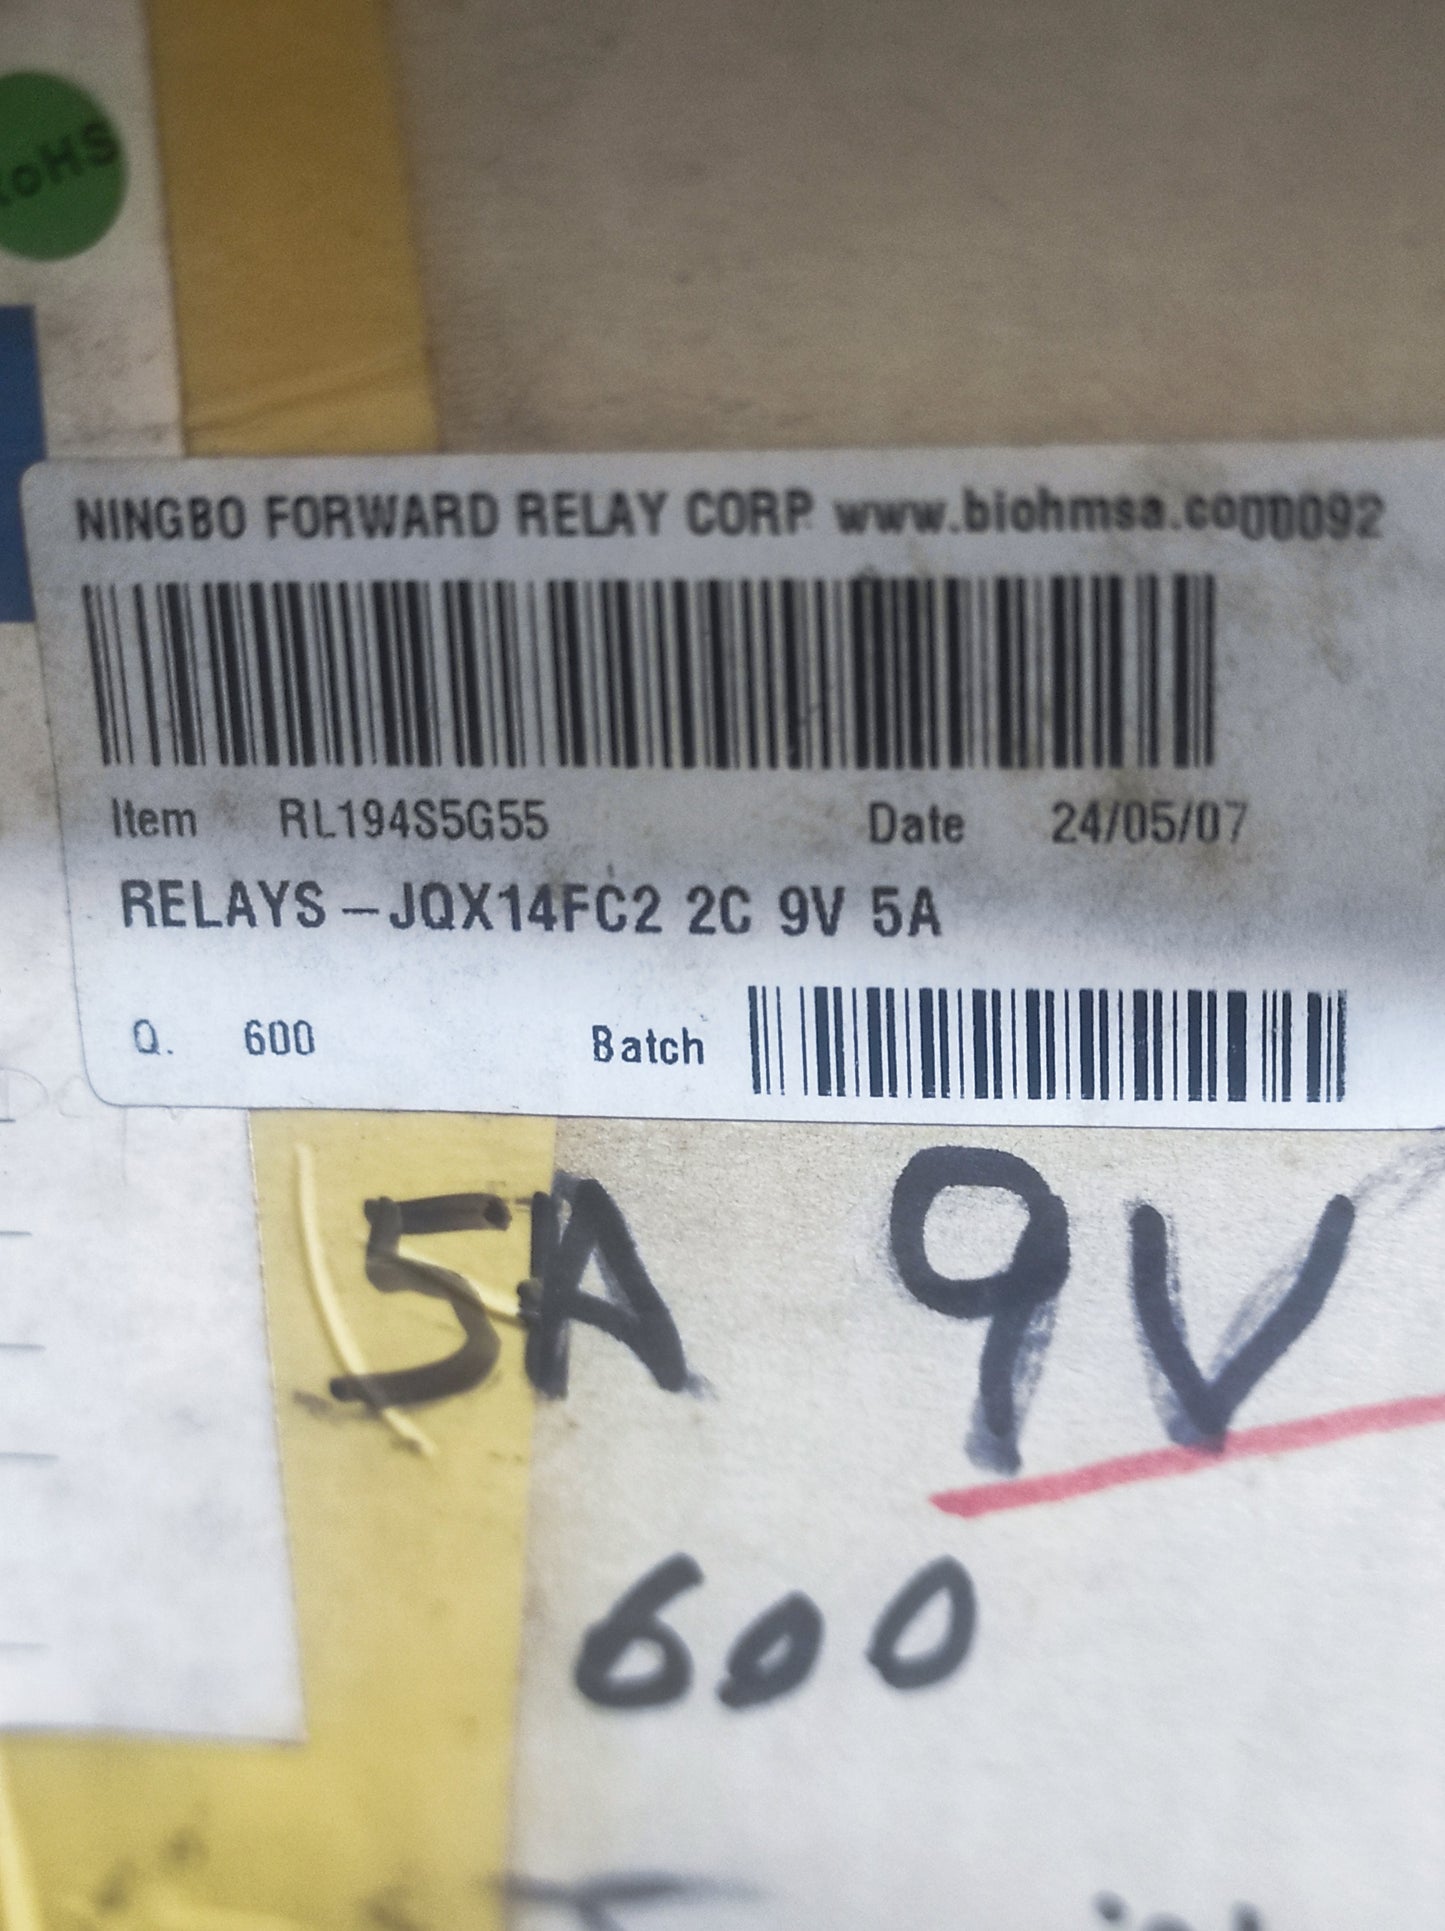 RoHS
NINGBO FORWARD RELAY CORP www.biohmsa.co00092
Item RL194S5G55 Date 24/05/07
RELAYS -JQX14FC2 2C 9V 5A
Q. 600 Batch
5A 9V
600